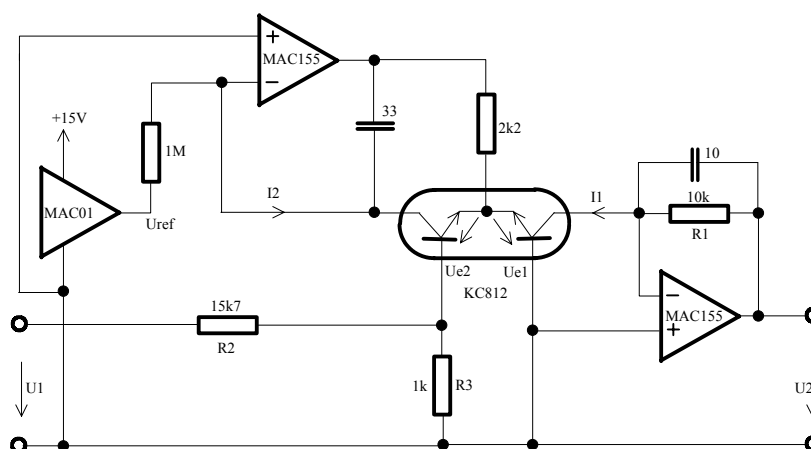 +
MAC155
−
+15V
1M
33
2k2
10
MAC01
Uref
I2
I1
10k
R1
Ue2
Ue1
KC812
15k7
R2
−
MAC155
+
1k
R3
U1
U2